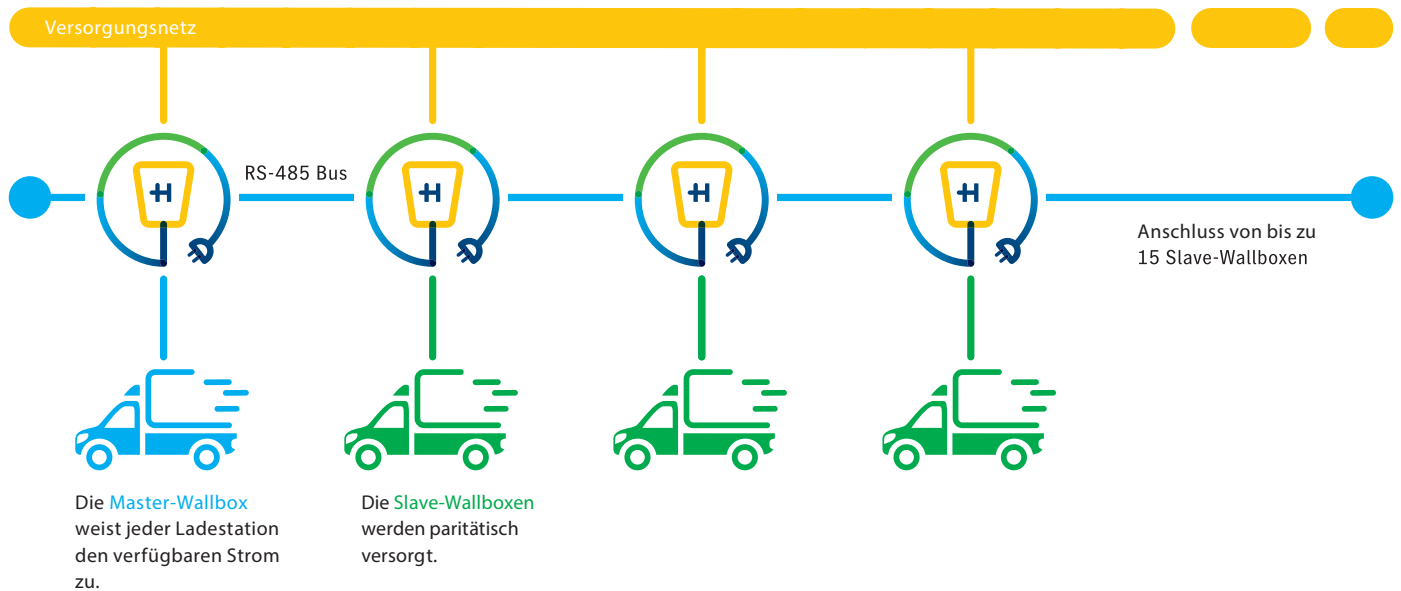 Versorgungsnetz
RS-485 Bus
Anschluss von bis zu
15 Slave-Wallboxen
Die Master-Wallbox
weist jeder Ladestation
den verfügbaren Strom
zu.
Die Slave-Wallboxen
werden paritätisch
versorgt.